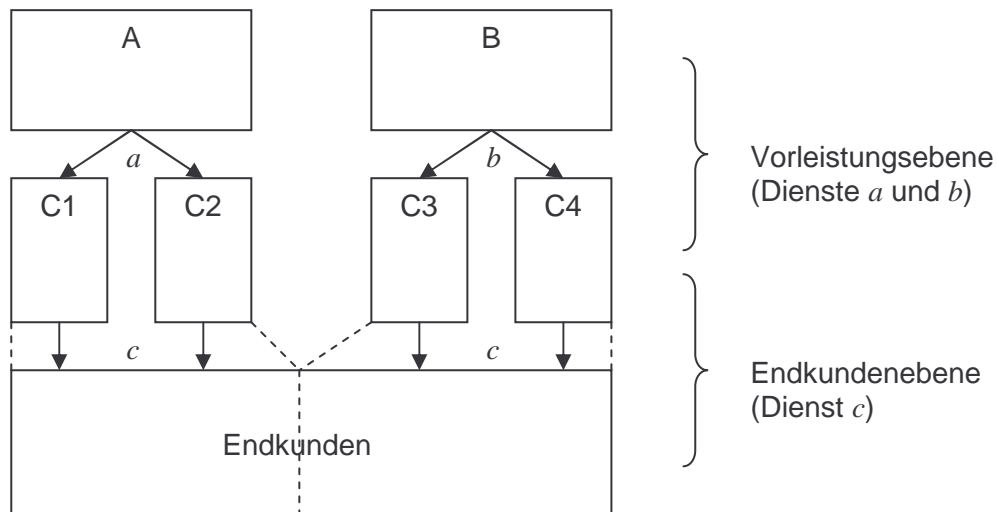 A
B
a
b
Vorleistungsebene
(Dienste a und b)
C1
C2
C3
C4
c
c
Endkundenebene
(Dienst c)
Endkunden